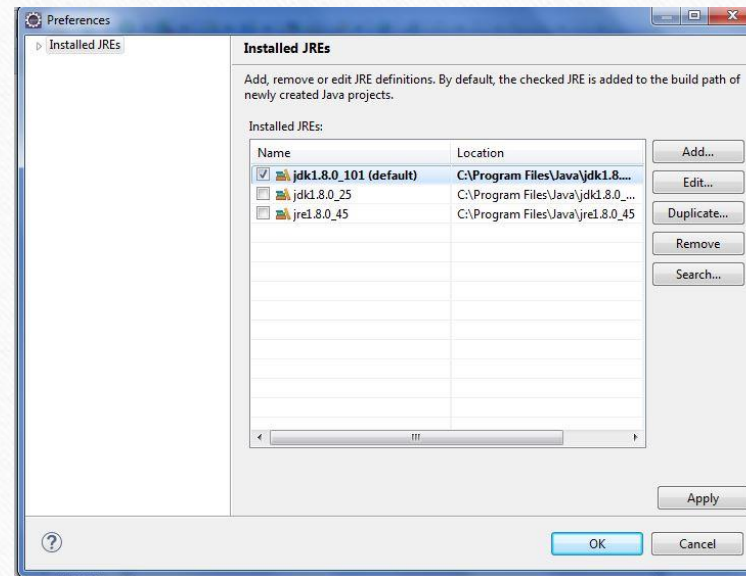 Preferences
Installed JREs
Installed JREs
Add, remove or edit JRE definitions. By default, the checked JRE is added to the build path of
newly created Java projects.
Installed JREs:
Name Location
jdk1.8.0_101 (default) C:\Program Files\Java\jdk1.8....
jdk1.8.0_25 C:\Program Files\Java\jdk1.8.0_...
jre1.8.0_45 C:\Program Files\Java\jre1.8.0_45
Add...
Edit...
Duplicate...
Remove
Search...
Apply
?
OK Cancel